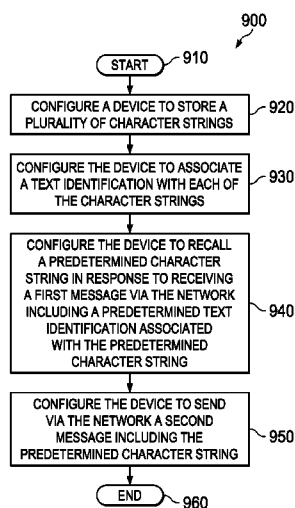 900
START
910
CONFIGURE A DEVICE TO STORE A
PLURALITY OF CHARACTER STRINGS
920
CONFIGURE THE DEVICE TO ASSOCIATE
A TEXT IDENTIFICATION WITH EACH OF
THE CHARACTER STRINGS
930
CONFIGURE THE DEVICE TO RECALL
A PREDETERMINED CHARACTER
STRING IN RESPONSE TO RECEIVING
A FIRST MESSAGE VIA THE NETWORK
INCLUDING A PREDETERMINED TEXT
IDENTIFICATION ASSOCIATED
WITH THE PREDETERMINED
CHARACTER STRING
940
CONFIGURE THE DEVICE TO SEND
VIA THE NETWORK A SECOND
MESSAGE INCLUDING THE
PREDETERMINED CHARACTER STRING
950
END
960